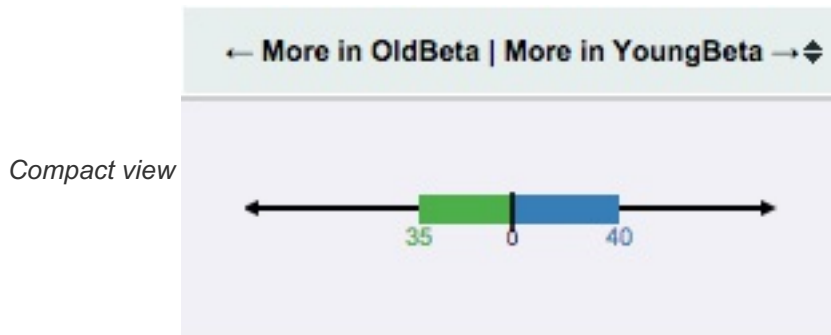 ← More in OldBeta | More in YoungBeta →
Compact view
35 0 40